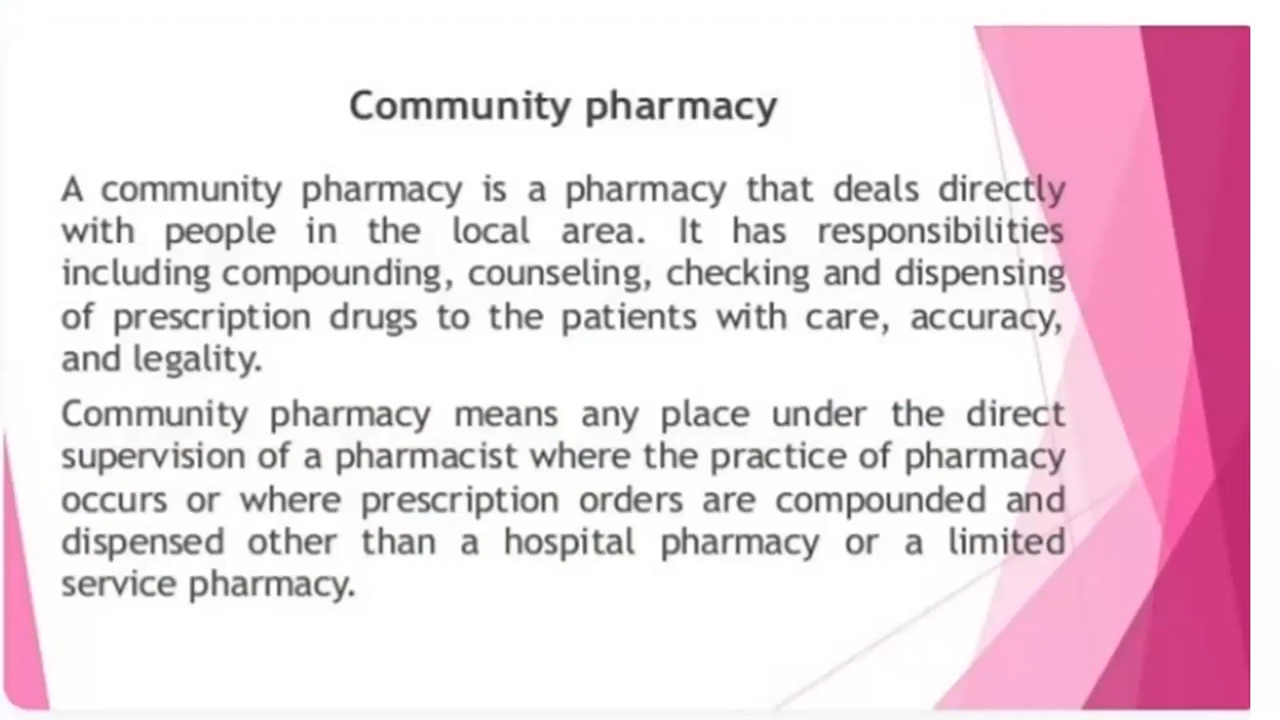 Community pharmacy
A community pharmacy is a pharmacy that deals directly
with people in the local area. It has responsibilities
including compounding, counseling, checking and dispensing
of prescription drugs to the patients with care, accuracy,
and legality.
Community pharmacy means any place under the direct
supervision of a pharmacist where the practice of pharmacy
occurs or where prescription orders are compounded and
dispensed other than a hospital pharmacy or a limited
service pharmacy.